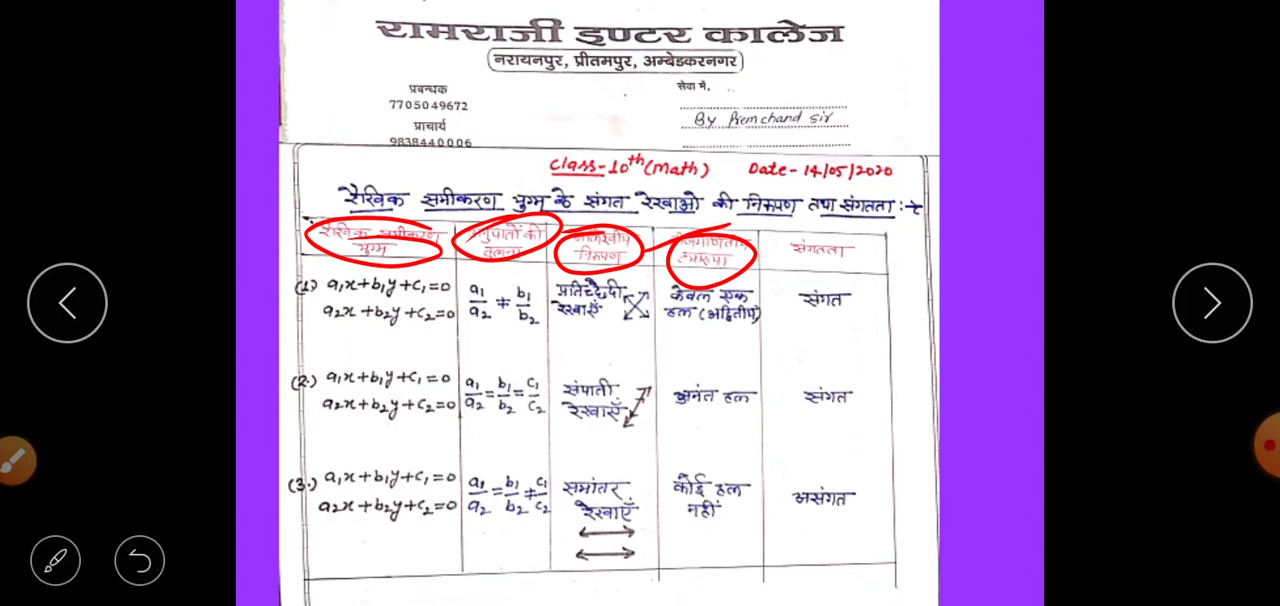 रामराजी इण्टर कालेज
नरायनपुर, प्रीतमपुर, अम्बेडकरनगर
प्रबन्धक
7705049672
प्राचार्य
9838440006
सेवा में,
By Premchand sir
Class-10th (Math) Date-14/05/2020
रैखिक समीकरण युग्म के संगत रेखाओ की निरूपण तथा संगतता :-
रैखिक समीकरण युग्म
अनुपातों की तुलना
निरूपण
संगतता
(1) a₁x+b₁y+c₁=0
a₂x+b₂y+c₂=0
a₁/a₂ ≠ b₁/b₂
प्रतिच्छेदी
रेखाएँ
केवल एक
हल (अद्वितीय)
संगत
(2.) a₁x+b₁y+c₁=0
a₂x+b₂y+c₂=0
a₁/a₂ = b₁/b₂ = c₁/c₂
संपाती
रेखाएँ
अनंत हल
संगत
(3.) a₁x+b₁y+c₁=0
a₂x+b₂y+c₂=0
a₁/a₂ = b₁/b₂ ≠ c₁/c₂
समांतर
रेखाएँ
कोई हल
नहीं
असंगत